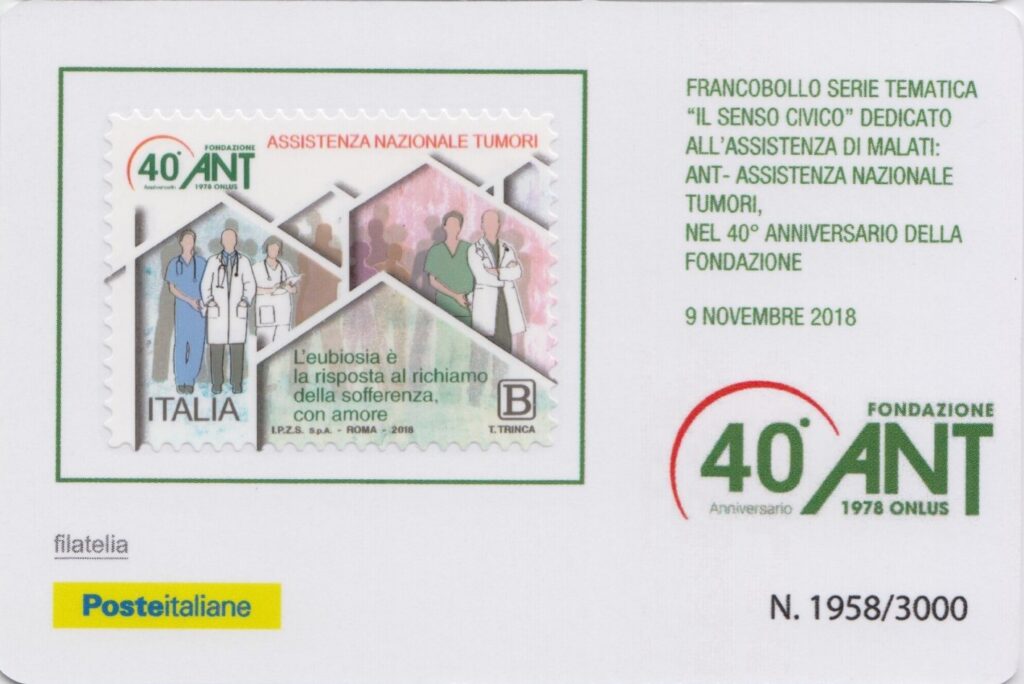 FONDAZIONE
40° ANT
Anniversario 1978 ONLUS
ASSISTENZA NAZIONALE TUMORI
L'eubiosia è
la risposta al richiamo
della sofferenza,
con amore
ITALIA
B
I.P.Z.S. S.p.A. - ROMA - 2018
T. TRINCA
FRANCOBOLLO SERIE TEMATICA
“IL SENSO CIVICO” DEDICATO
ALL'ASSISTENZA DI MALATI:
ANT- ASSISTENZA NAZIONALE
TUMORI,
NEL 40° ANNIVERSARIO DELLA
FONDAZIONE
9 NOVEMBRE 2018
FONDAZIONE
40° ANT
Anniversario 1978 ONLUS
filatelia
Posteitaliane
N. 1958/3000